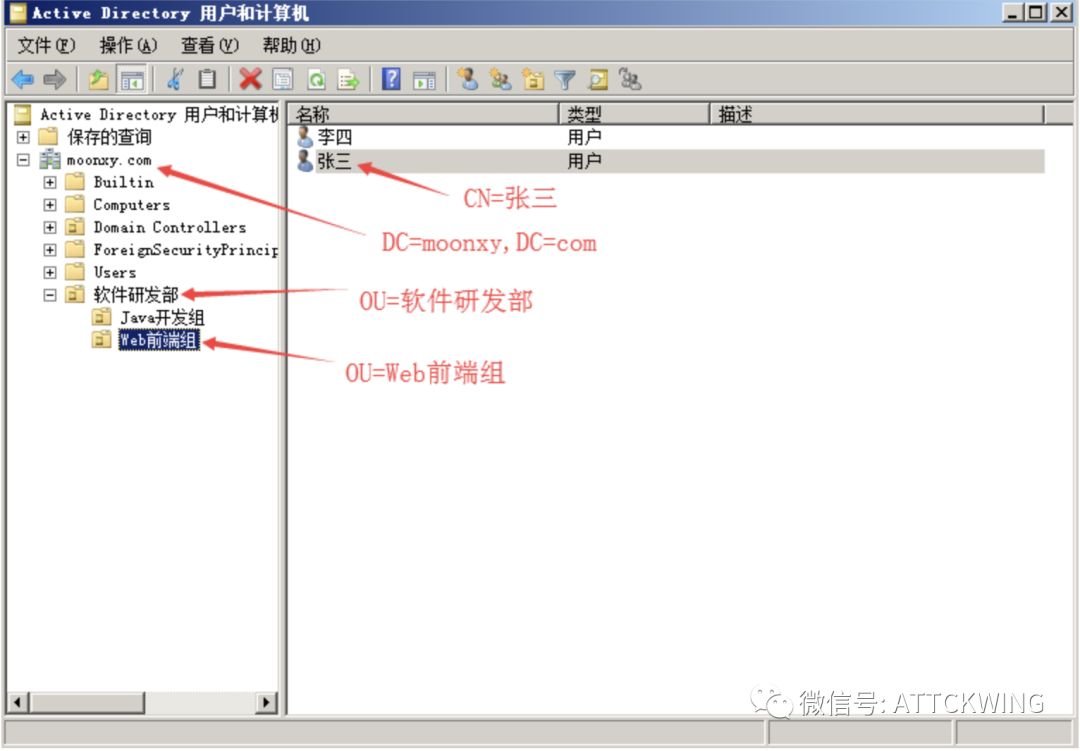 Active Directory 用户和计算机
文件(F) 操作(A) 查看(V) 帮助(H)
Active Directory 用户和计算机
名称 类型 描述
保存的查询
李四 用户
moonxy.com
张三 用户
Builtin
CN=张三
Computers
Domain Controllers
DC=moonxy,DC=com
ForeignSecurityPrincip
Users
软件研发部
OU=软件研发部
Java开发组
Web前端组
OU=Web前端组
微信号: ATTCKWING